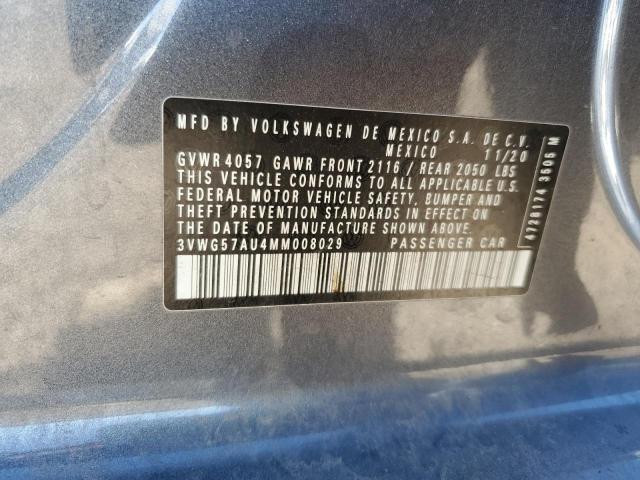 MFD BY VOLKSWAGEN DE MEXICO S.A. DE C.V.
MEXICO 11/20
GVWR 4057 GAWR FRONT 2116 / REAR 2050 LBS
THIS VEHICLE CONFORMS TO ALL APPLICABLE U.S.
FEDERAL MOTOR VEHICLE SAFETY, BUMPER AND
THEFT PREVENTION STANDARDS IN EFFECT ON
THE DATE OF MANUFACTURE SHOWN ABOVE.
3VWG57AU4MM008029 PASSENGER CAR
4728174 3505 M